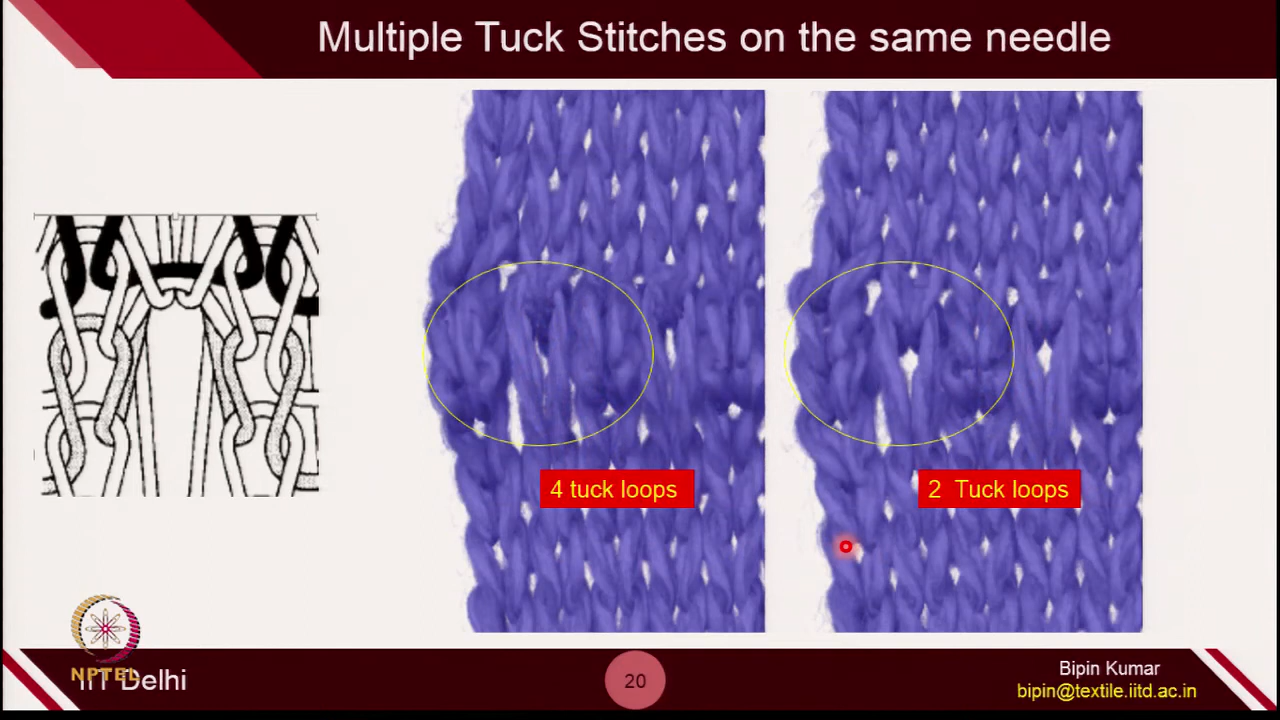 Multiple Tuck Stitches on the same needle
4 tuck loops
2 Tuck loops
NPTEL
IIT Delhi
20
Bipin Kumar
bipin@textile.iitd.ac.in